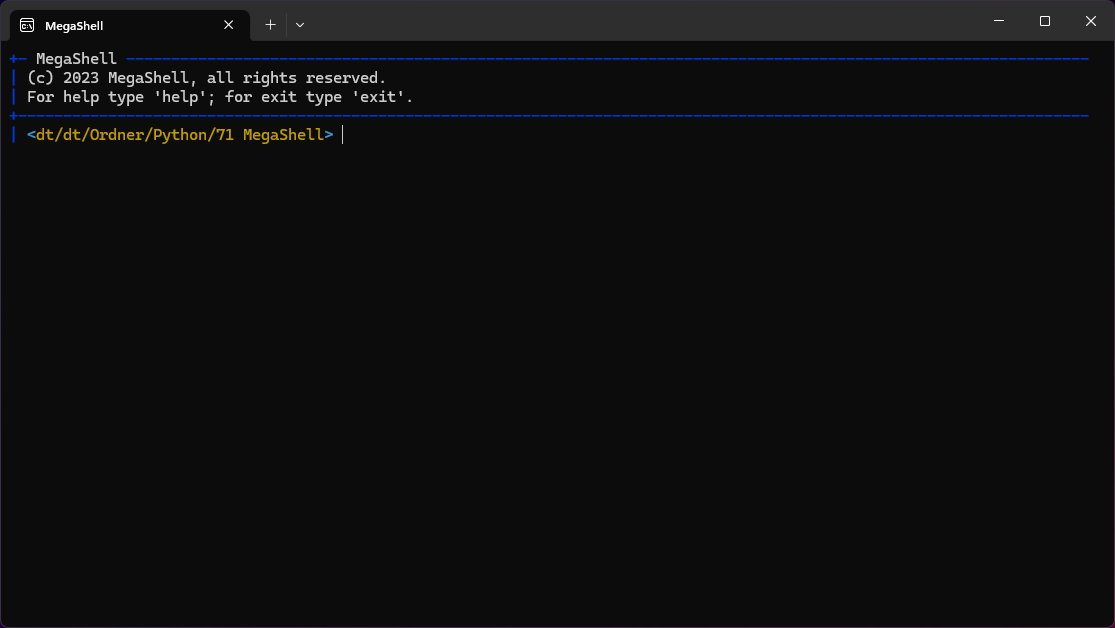 MegaShell
MegaShell
(c) 2023 MegaShell, all rights reserved.
For help type 'help'; for exit type 'exit'.
<dt/dt/Ordner/Python/71 MegaShell>